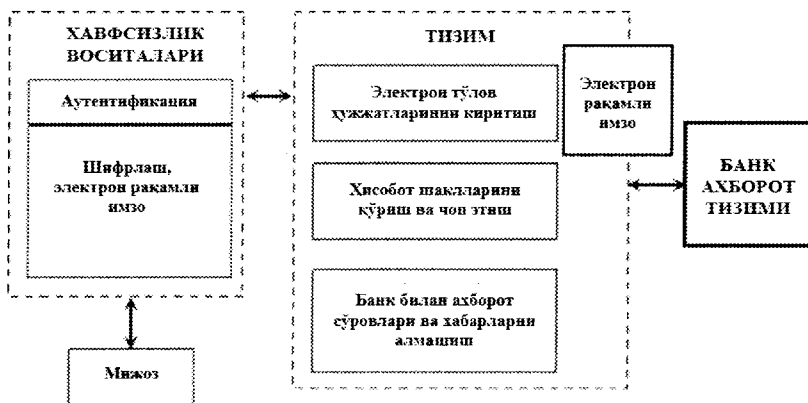 ХАВФСИЗЛИК
ВОСИТАЛАРИ
Аутентификация
Шифрлаш,
электрон рақамли
имзо
Мижоз
ТИЗИМ
Электрон тўлов
ҳужжатларинии киритиш
Ҳисобот шаклларини
кўриш ва чоп этиш
Банк билан ахборот
сўровлари ва хабарларни
алмашиш
Электрон
рақамли
имзо
БАНК
АХБОРОТ
ТИЗИМИ